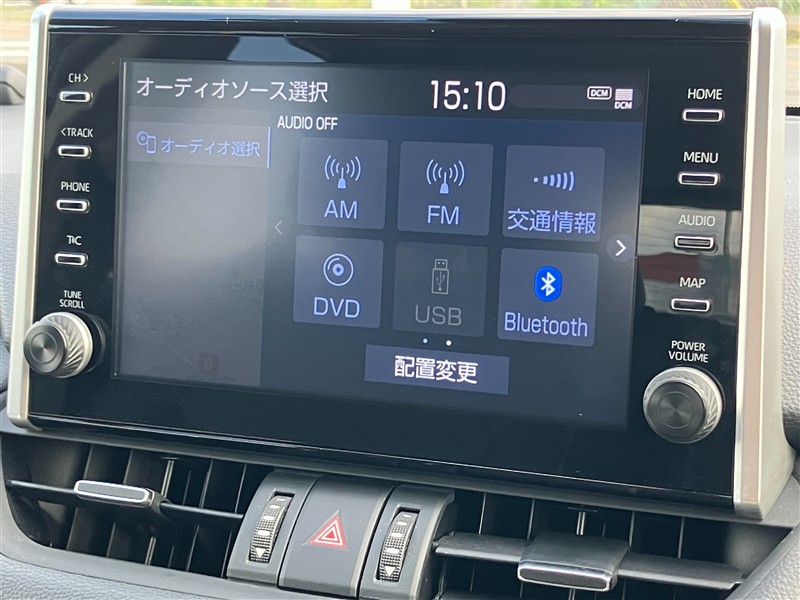 CH >
< TRACK
PHONE
T&C
TUNE
SCROLL
オーディオソース選択
15:10
DCM
DCM
AUDIO OFF
オーディオ選択
AM
FM
交通情報
DVD
USB
Bluetooth
配置変更
HOME
MENU
AUDIO
MAP
POWER
VOLUME